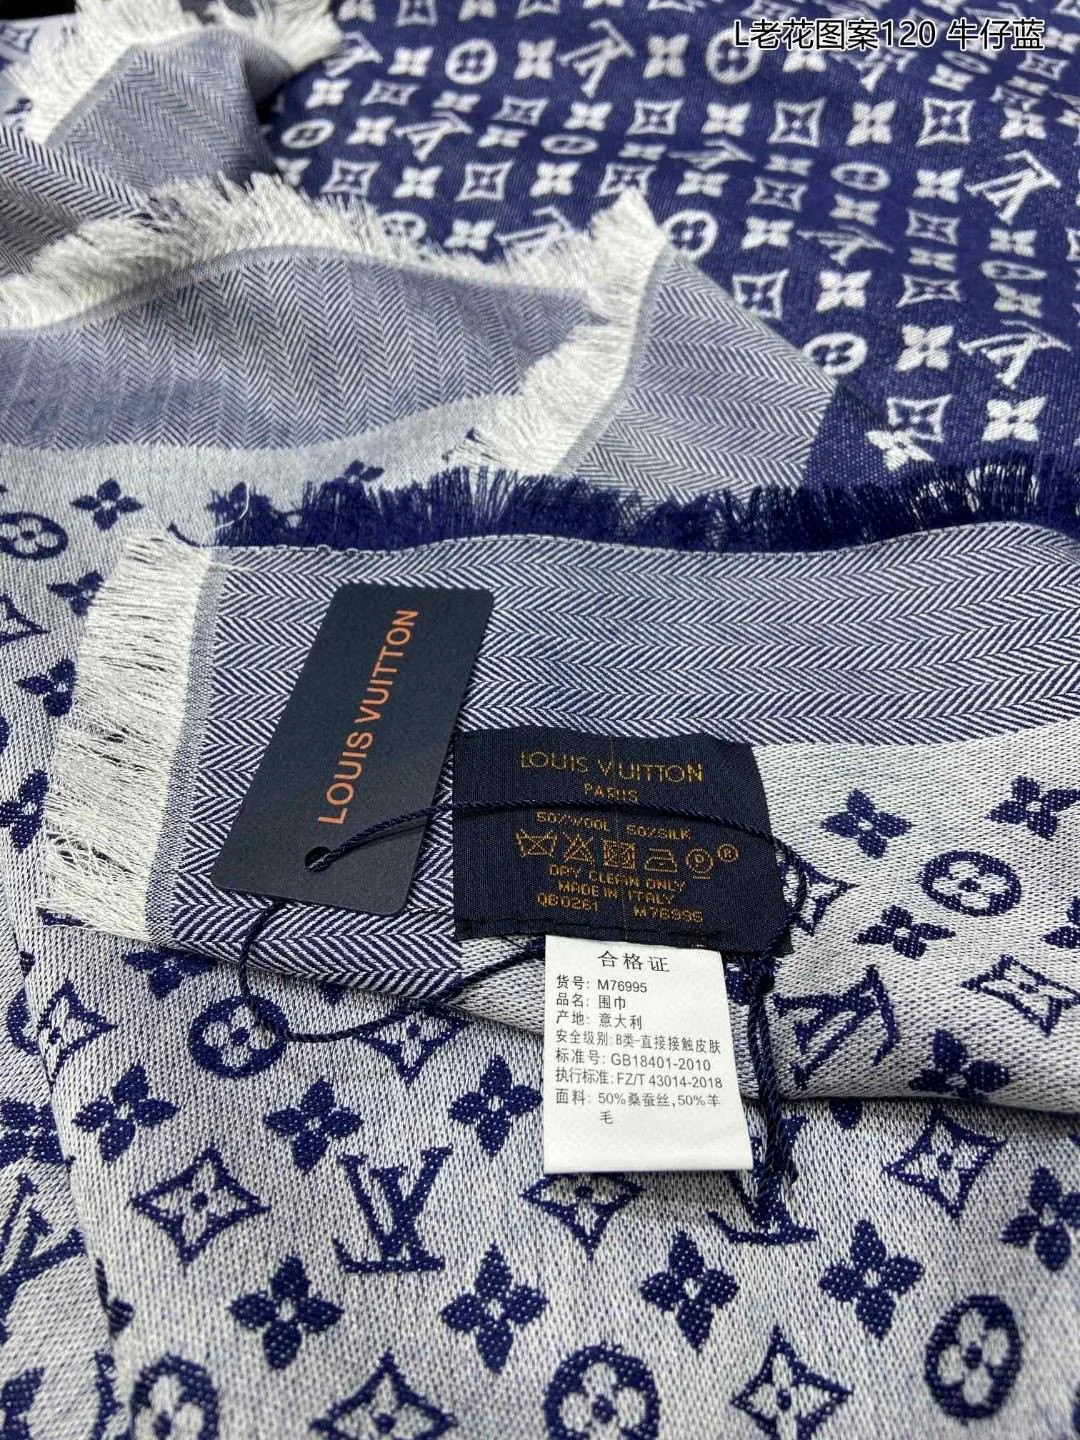 L老花图案120 牛仔蓝
LOUIS VUITTON
LOUIS VUITTON
PARIS
50%WOOL 50%SILK
DRY CLEAN ONLY
MADE IN ITALY
QB0261 M76995
合格证
货号: M76995
品名: 围巾
产地: 意大利
安全级别: B类-直接接触皮肤
标准号: GB18401-2010
执行标准: FZ/T 43014-2018
面料: 50%桑蚕丝,50%羊
毛